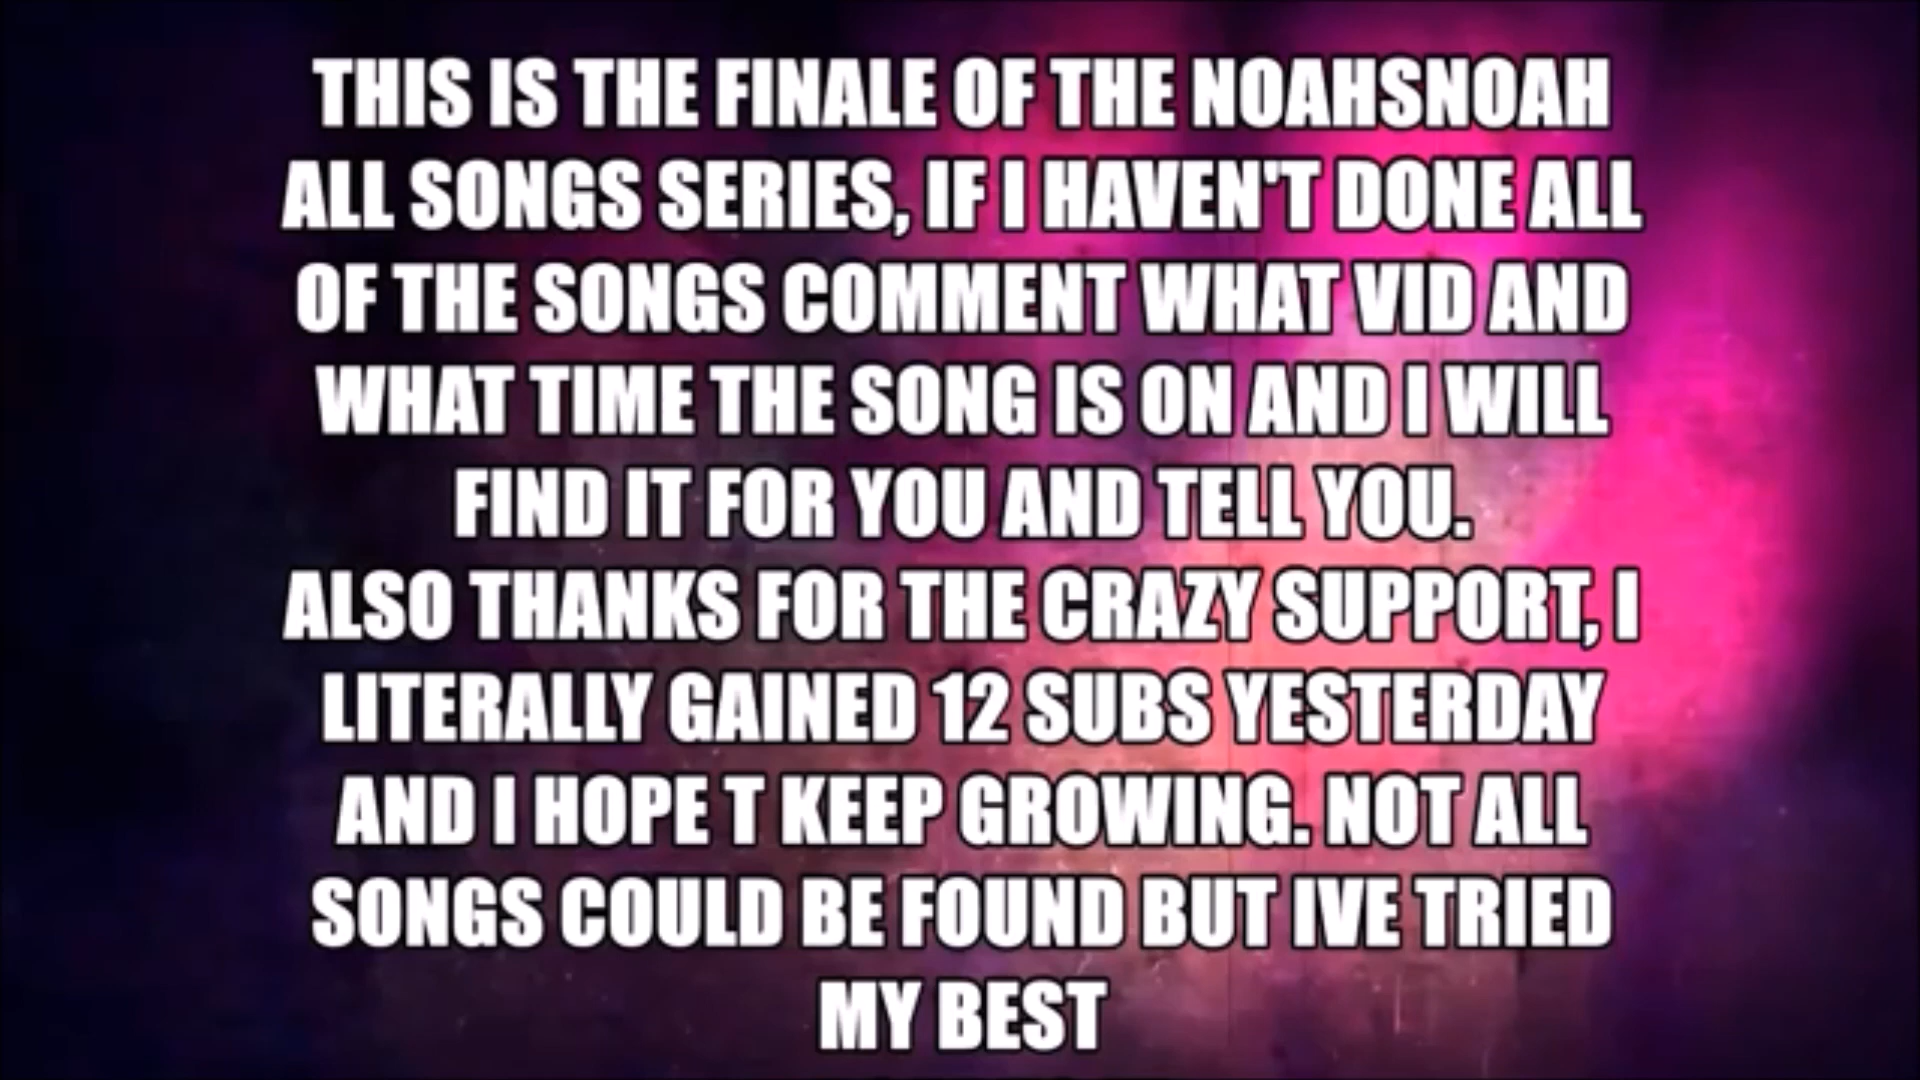 THIS IS THE FINALE OF THE NOAHSNOAH
ALL SONGS SERIES, IF I HAVEN'T DONE ALL
OF THE SONGS COMMENT WHAT VID AND
WHAT TIME THE SONG IS ON AND I WILL
FIND IT FOR YOU AND TELL YOU.
ALSO THANKS FOR THE CRAZY SUPPORT, I
LITERALLY GAINED 12 SUBS YESTERDAY
AND I HOPE T KEEP GROWING. NOT ALL
SONGS COULD BE FOUND BUT IVE TRIED
MY BEST